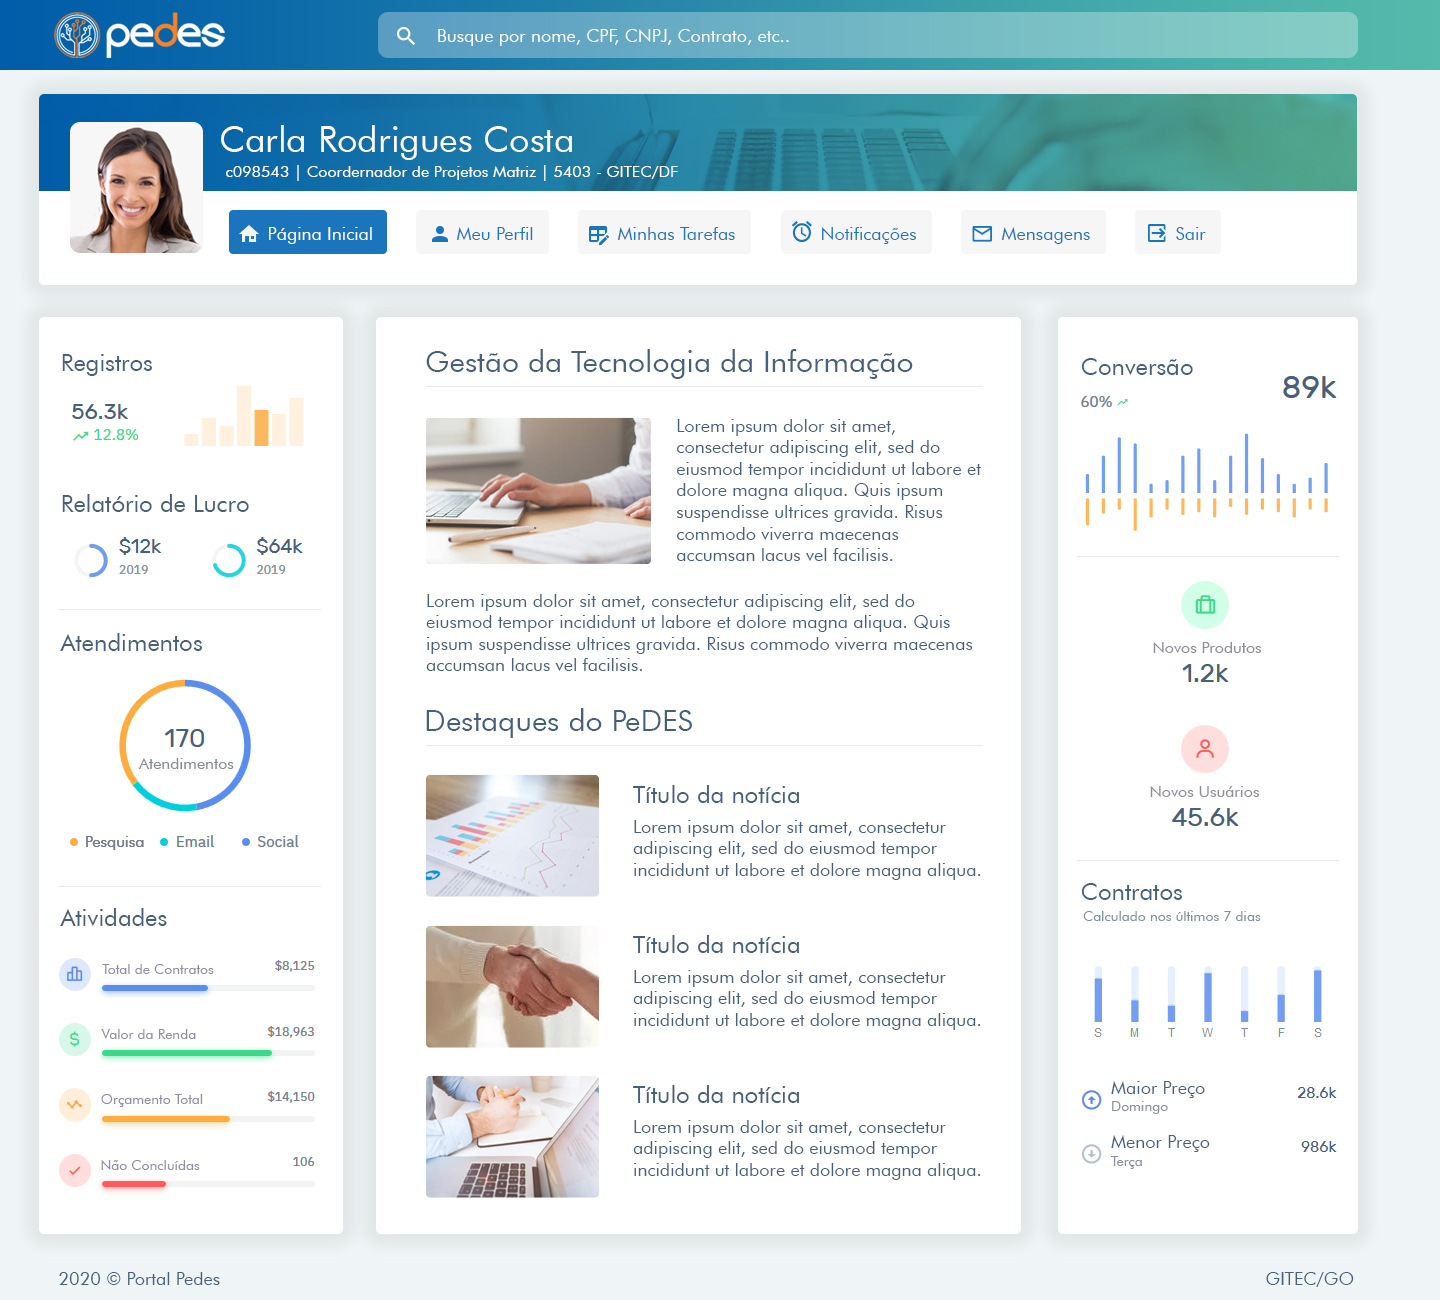 pedes
Busque por nome, CPF, CNPJ, Contrato, etc..
Carla Rodrigues Costa
c098543 | Coordernador de Projetos Matriz | 5403 - GITEC/DF
Página Inicial
Meu Perfil
Minhas Tarefas
Notificações
Mensagens
Sair
Registros
56.3k
12.8%
Relatório de Lucro
$12k
2019
$64k
2019
Atendimentos
170
Atendimentos
Pesquisa
Email
Social
Atividades
Total de Contratos
$8,125
Valor da Renda
$18,963
Orçamento Total
$14,150
Não Concluídas
106
Gestão da Tecnologia da Informação
Lorem ipsum dolor sit amet,
consectetur adipiscing elit, sed do
eiusmod tempor incididunt ut labore et
dolore magna aliqua. Quis ipsum
suspendisse ultrices gravida. Risus
commodo viverra maecenas
accumsan lacus vel facilisis.
Lorem ipsum dolor sit amet, consectetur adipiscing elit, sed do
eiusmod tempor incididunt ut labore et dolore magna aliqua. Quis
ipsum suspendisse ultrices gravida. Risus commodo viverra maecenas
accumsan lacus vel facilisis.
Destaques do PeDES
Título da notícia
Lorem ipsum dolor sit amet, consectetur
adipiscing elit, sed do eiusmod tempor
incididunt ut labore et dolore magna aliqua.
Título da notícia
Lorem ipsum dolor sit amet, consectetur
adipiscing elit, sed do eiusmod tempor
incididunt ut labore et dolore magna aliqua.
Título da notícia
Lorem ipsum dolor sit amet, consectetur
adipiscing elit, sed do eiusmod tempor
incididunt ut labore et dolore magna aliqua.
Conversão
60%
89k
Novos Produtos
1.2k
Novos Usuários
45.6k
Contratos
Calculado nos últimos 7 dias
S M T W T F S
Maior Preço
Domingo
28.6k
Menor Preço
Terça
986k
2020 © Portal Pedes
GITEC/GO